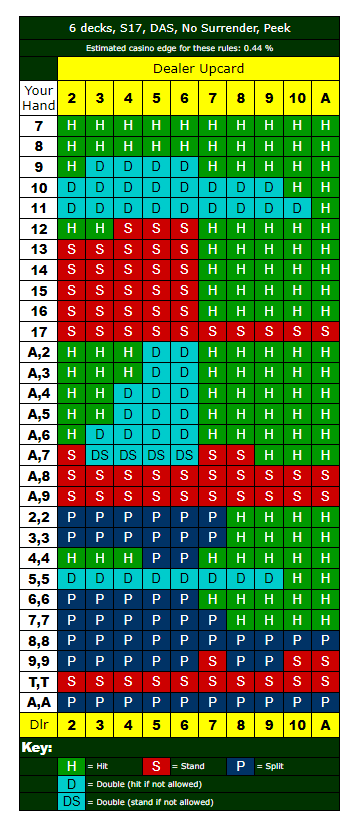 6 decks, S17, DAS, No Surrender, Peek
Estimated casino edge for these rules: 0.44 %
Dealer Upcard
Your Hand 2 3 4 5 6 7 8 9 10 A
7 H H H H H H H H H H
8 H H H H H H H H H H
9 H D D D D H H H H H
10 D D D D D D D D H H
11 D D D D D D D D D H
12 H H S S S H H H H H
13 S S S S S H H H H H
14 S S S S S H H H H H
15 S S S S S H H H H H
16 S S S S S H H H H H
17 S S S S S S S S S S
A,2 H H H D D H H H H H
A,3 H H H D D H H H H H
A,4 H H D D D H H H H H
A,5 H H D D D H H H H H
A,6 H D D D D H H H H H
A,7 S DS DS DS DS S S H H H
A,8 S S S S S S S S S S
A,9 S S S S S S S S S S
2,2 P P P P P P H H H H
3,3 P P P P P P H H H H
4,4 H H H P P H H H H H
5,5 D D D D D D D D H H
6,6 P P P P P H H H H H
7,7 P P P P P P H H H H
8,8 P P P P P P P P P P
9,9 P P P P P S P P S S
T,T S S S S S S S S S S
A,A P P P P P P P P P P
Dlr 2 3 4 5 6 7 8 9 10 A
Key:
H = Hit S = Stand P = Split
D = Double (hit if not allowed)
DS = Double (stand if not allowed)